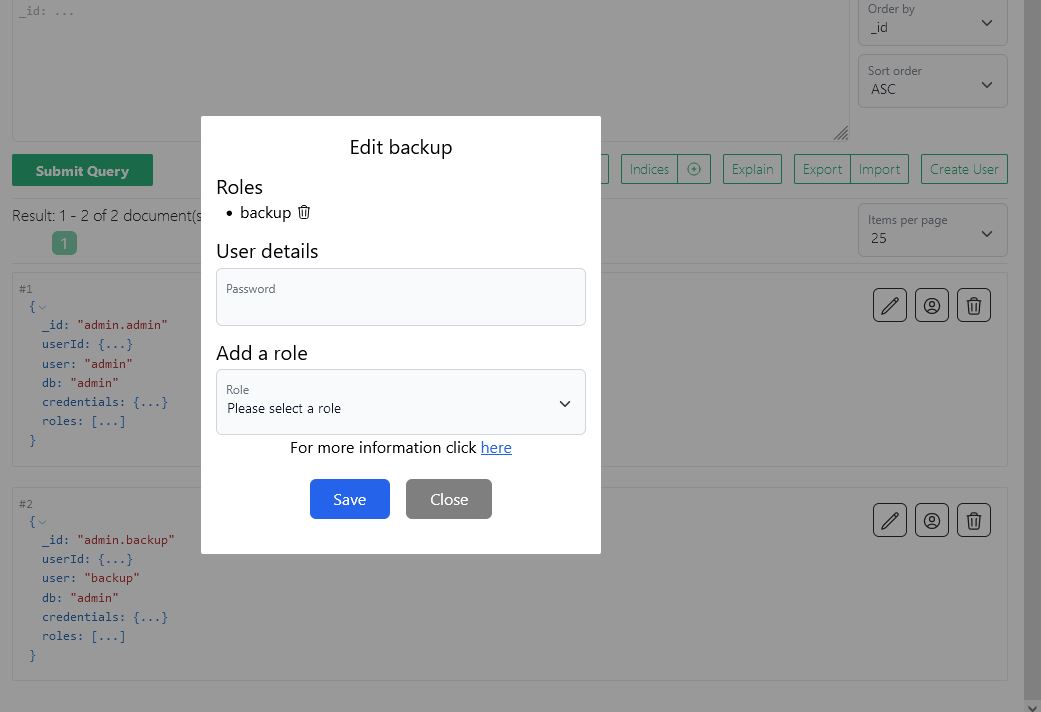 _id: ...
Order by
_id
Sort order
ASC
Submit Query
Indices
Explain
Export
Import
Create User
Result: 1 - 2 of 2 document(s
1
Items per page
25
#1
{
_id: "admin.admin"
userId: {...}
user: "admin"
db: "admin"
credentials: {...}
roles: [...]
}
#2
{
_id: "admin.backup"
userId: {...}
user: "backup"
db: "admin"
credentials: {...}
roles: [...]
}
Edit backup
Roles
• backup
User details
Password
Add a role
Role
Please select a role
For more information click here
Save
Close